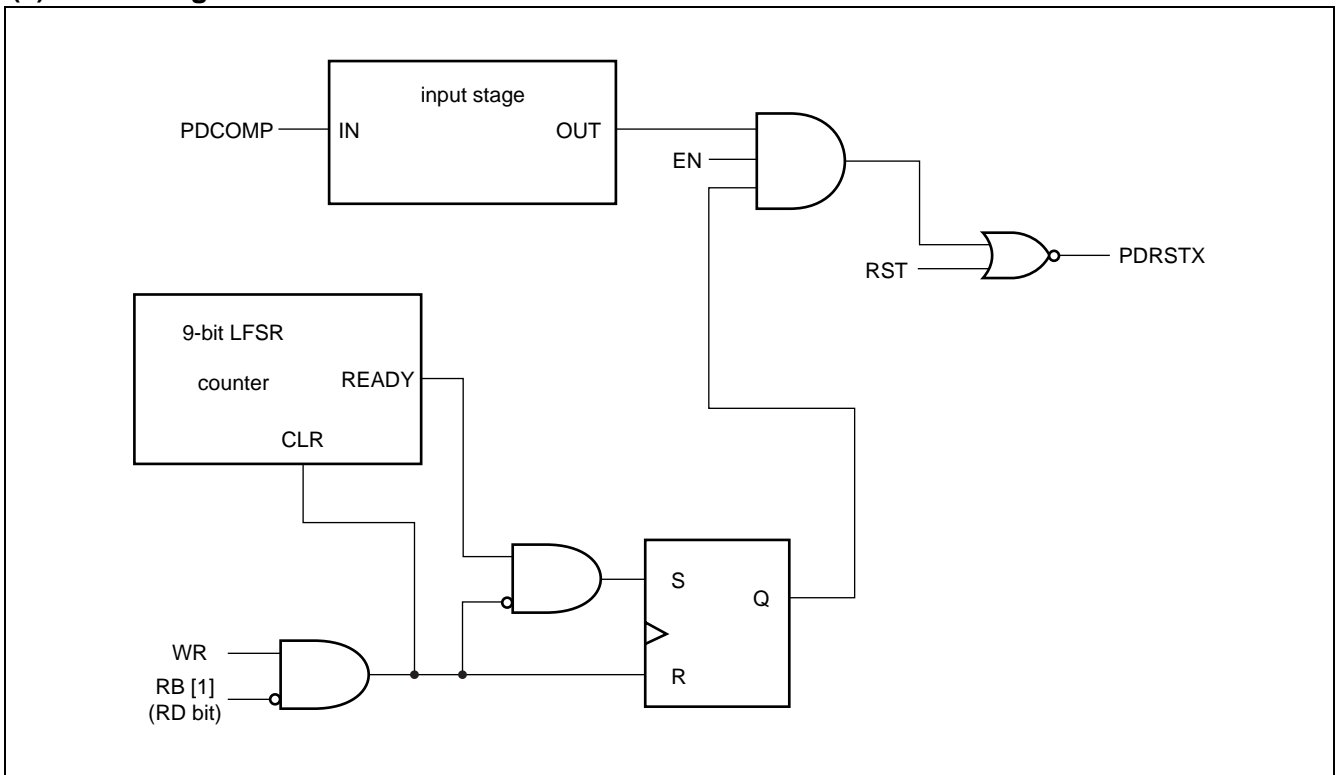 input stage
PDCOMP
IN
OUT
EN
RST
PDRSTX
9-bit LFSR
counter
READY
CLR
S
Q
R
WR
RB [1]
(RD bit)